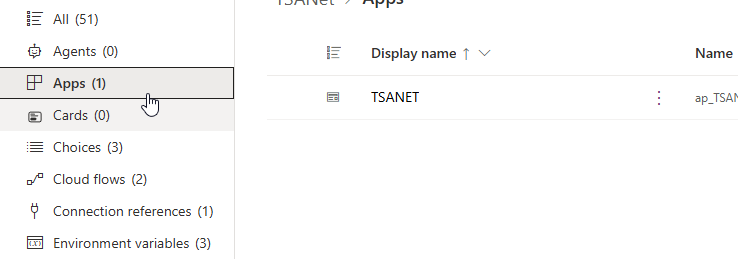 TSANet > Apps
All (51)
Agents (0)
Apps (1)
Cards (0)
Choices (3)
Cloud flows (2)
Connection references (1)
Environment variables (3)
Display name ↑ Name
TSANET ap_TSAN